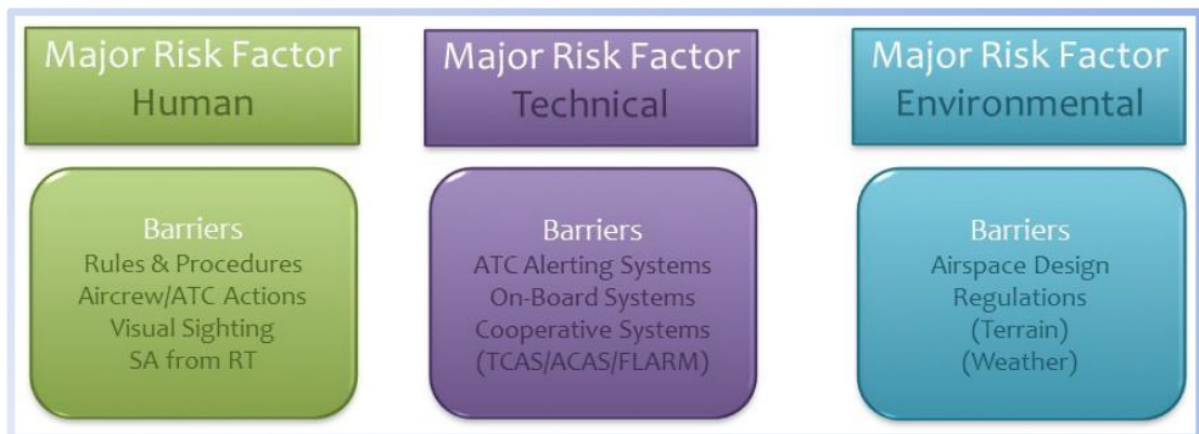 Major Risk Factor
Human
Barriers
Rules & Procedures
Aircrew/ATC Actions
Visual Sighting
SA from RT
Major Risk Factor
Technical
Barriers
ATC Alerting Systems
On-Board Systems
Cooperative Systems
(TCAS/ACAS/FLARM)
Major Risk Factor
Environmental
Barriers
Airspace Design
Regulations
(Terrain)
(Weather)